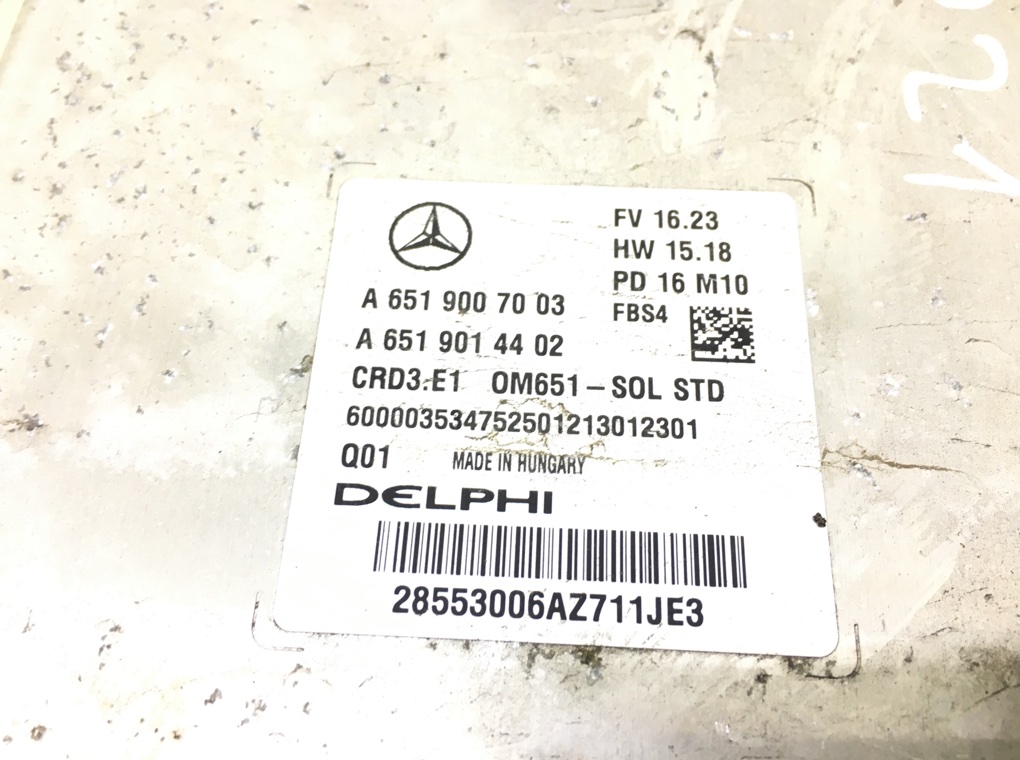 FV 16.23
HW 15.18
PD 16 M10
FBS4
A 651 900 70 03
A 651 901 44 02
CRD3.E1 OM651-SOL STD
600003534752501213012301
Q01 MADE IN HUNGARY
DELPHI
28553006AZ711JE3